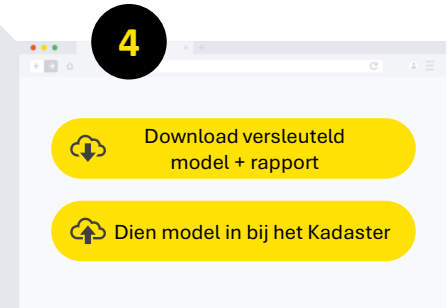 4
Download versleuteld
model + rapport
Dien model in bij het Kadaster